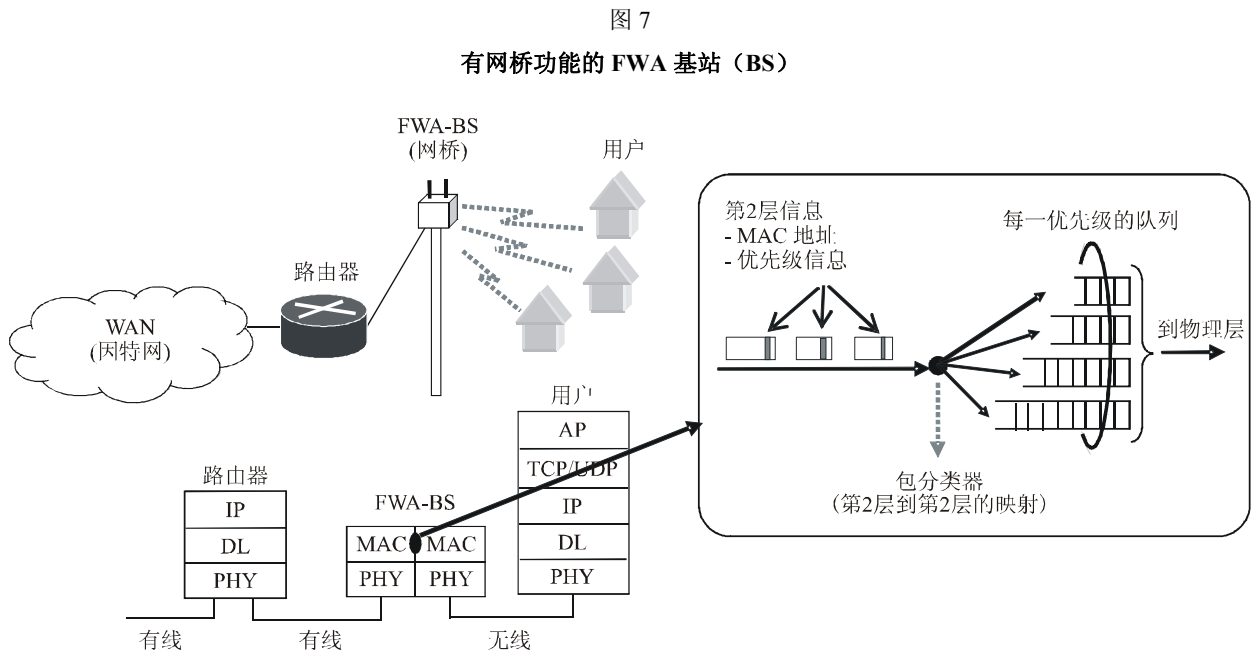 图 7
有网桥功能的 FWA 基站（BS）
FWA-BS
(网桥)
用户
路由器
WAN
(因特网)
第2层信息
- MAC 地址
- 优先级信息
每一优先级的队列
到物理层
包分类器
(第2层到第2层的映射)
用户
AP
TCP/UDP
IP
DL
PHY
路由器
IP
DL
PHY
FWA-BS
MAC MAC
PHY PHY
有线
有线
无线